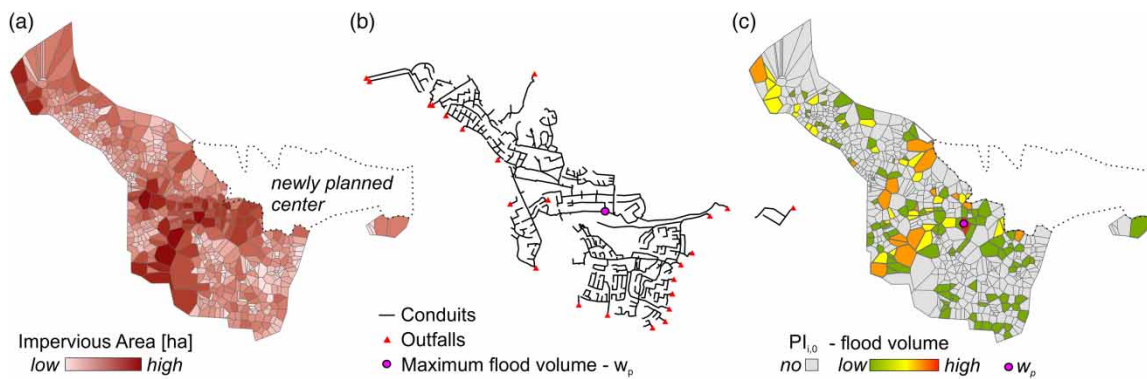 (a)
newly planned
center
Impervious Area [ha]
low high
(b)
Conduits
Outfalls
Maximum flood volume - wp
(c)
PIi,0 - flood volume
no low high wp